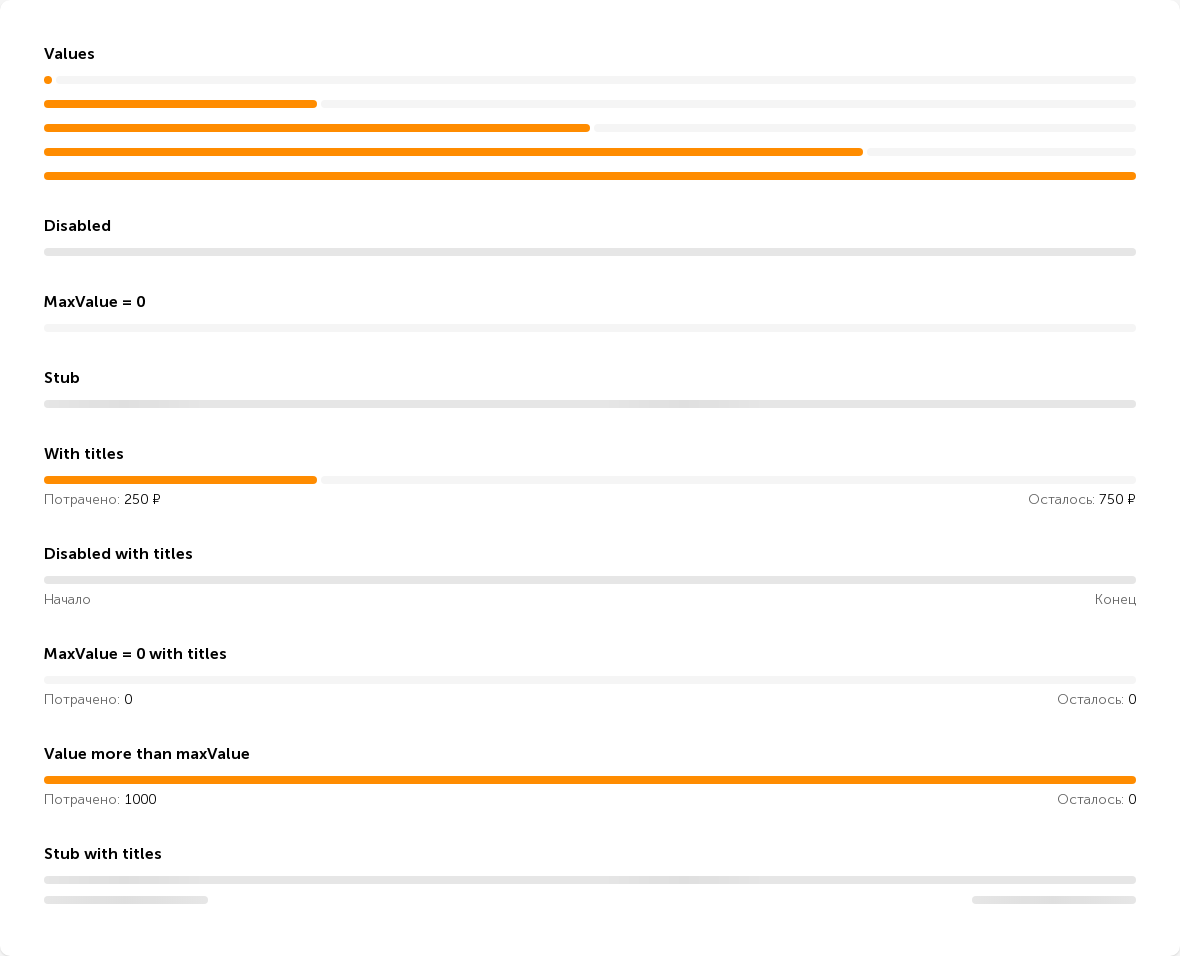 Values
Disabled
MaxValue = 0
Stub
With titles
Потрачено: 250 ₽ Осталось: 750 ₽
Disabled with titles
Начало Конец
MaxValue = 0 with titles
Потрачено: 0 Осталось: 0
Value more than maxValue
Потрачено: 1000 Осталось: 0
Stub with titles